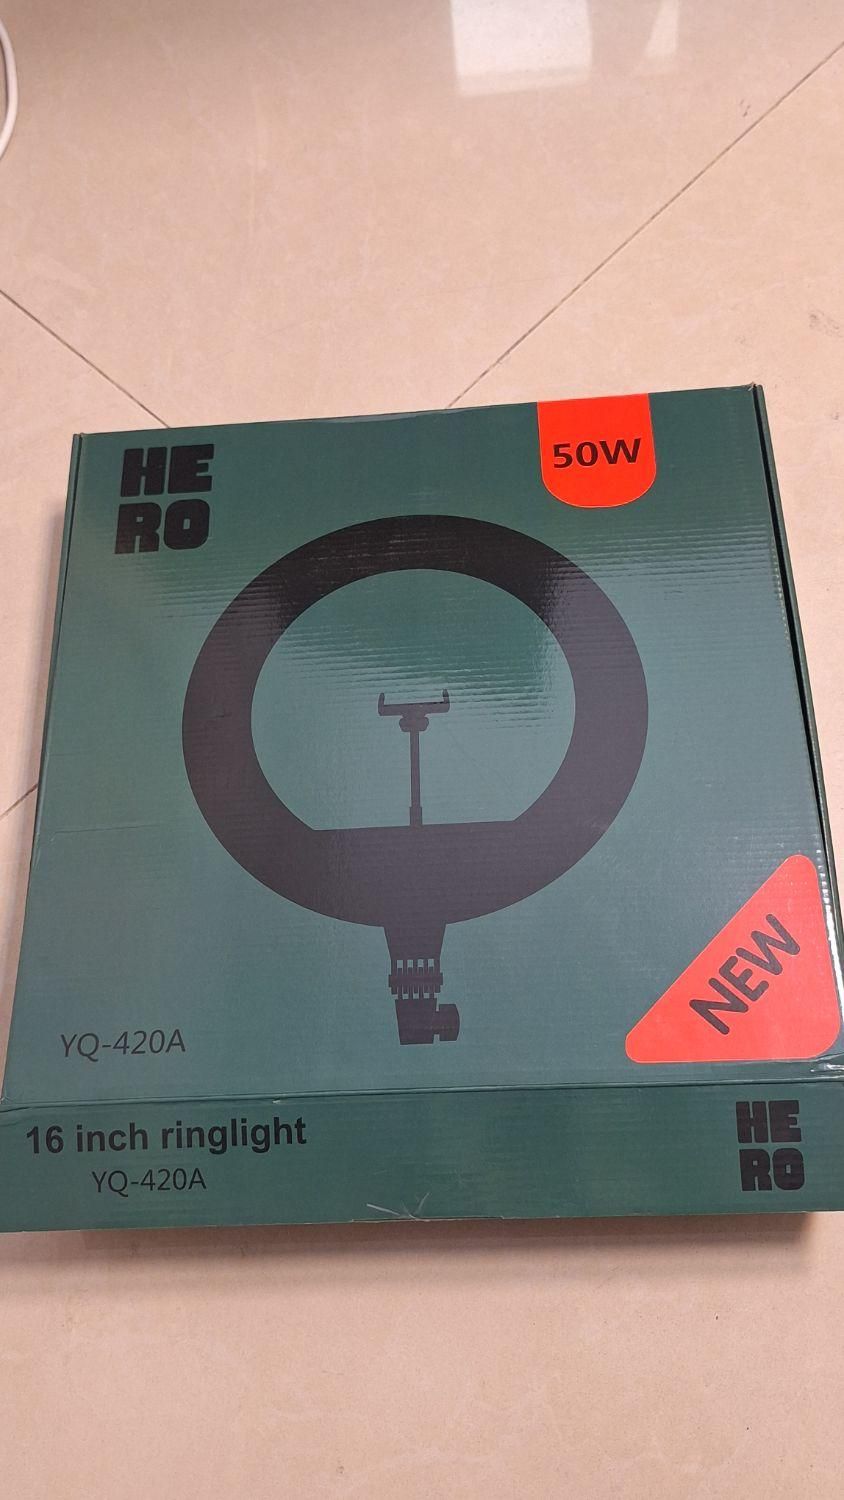 HE
RO
50W
NEW
YQ-420A
16 inch ringlight
YQ-420A
HE
RO